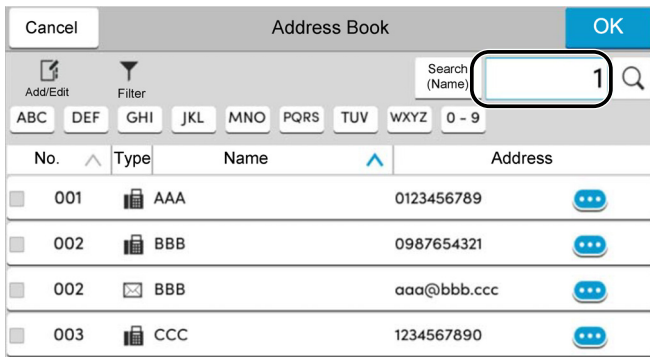 Cancel Address Book OK
Add/Edit Filter Search (Name) 1
ABC DEF GHI JKL MNO PQRS TUV WXYZ 0 - 9
No. Type Name Address
001 AAA 0123456789
002 BBB 0987654321
002 BBB aaa@bbb.ccc
003 CCC 1234567890